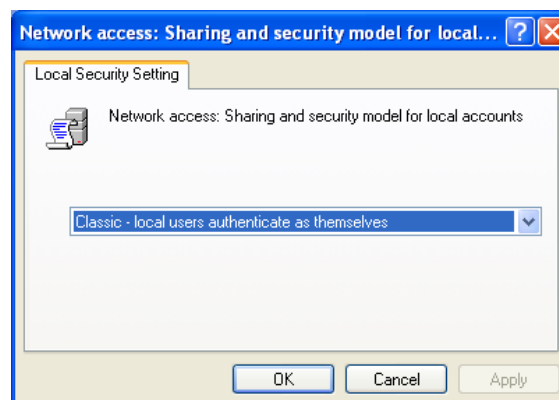 Network access: Sharing and security model for local...
Local Security Setting
Network access: Sharing and security model for local accounts
Classic - local users authenticate as themselves
OK Cancel Apply